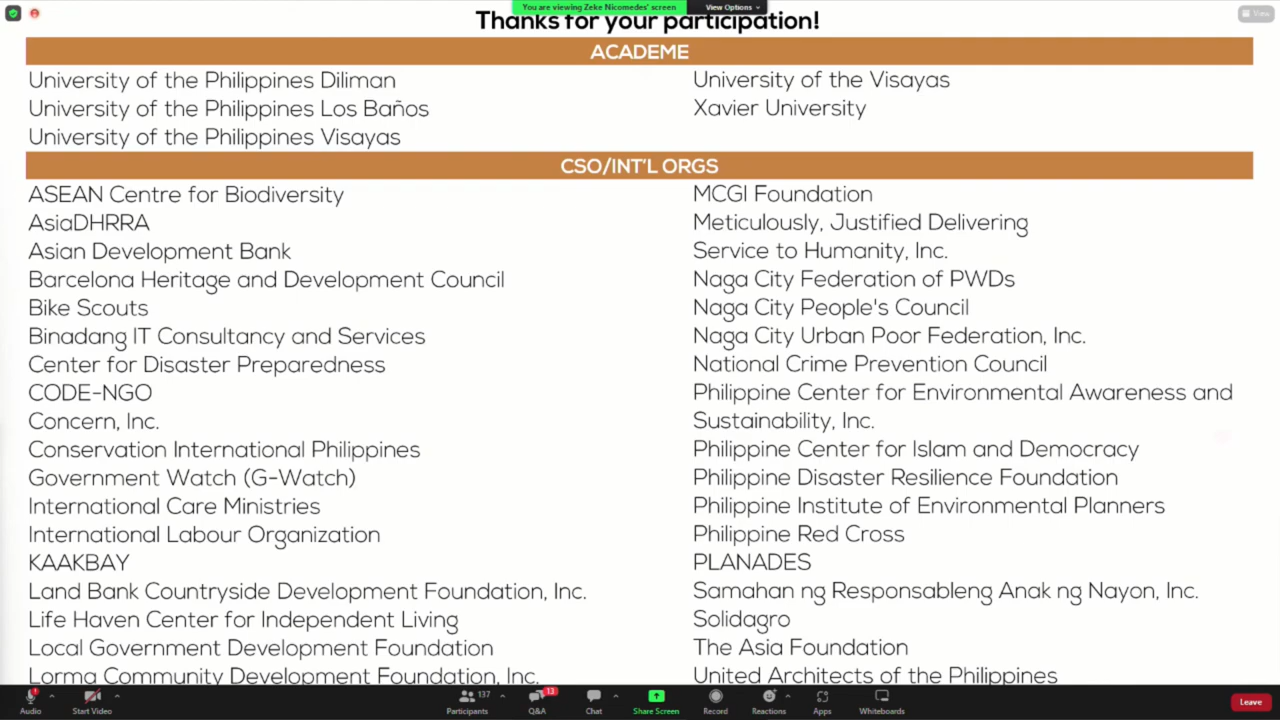 You are viewing Zeke Nicomedes' screen
View Options
View
Thanks for your participation!
ACADEME
University of the Philippines Diliman
University of the Philippines Los Baños
University of the Philippines Visayas
University of the Visayas
Xavier University
CSO/INT'L ORGS
ASEAN Centre for Biodiversity
AsiaDHRRA
Asian Development Bank
Barcelona Heritage and Development Council
Bike Scouts
Binadang IT Consultancy and Services
Center for Disaster Preparedness
CODE-NGO
Concern, Inc.
Conservation International Philippines
Government Watch (G-Watch)
International Care Ministries
International Labour Organization
KAAKBAY
Land Bank Countryside Development Foundation, Inc.
Life Haven Center for Independent Living
Local Government Development Foundation
Lorma Community Development Foundation, Inc.
MCGI Foundation
Meticulously, Justified Delivering
Service to Humanity, Inc.
Naga City Federation of PWDs
Naga City People's Council
Naga City Urban Poor Federation, Inc.
National Crime Prevention Council
Philippine Center for Environmental Awareness and
Sustainability, Inc.
Philippine Center for Islam and Democracy
Philippine Disaster Resilience Foundation
Philippine Institute of Environmental Planners
Philippine Red Cross
PLANADES
Samahan ng Responsableng Anak ng Nayon, Inc.
Solidagro
The Asia Foundation
United Architects of the Philippines
Audio
Start Video
137
Participants
13
Q&A
Chat
Share Screen
Record
Reactions
Apps
Whiteboards
Leave